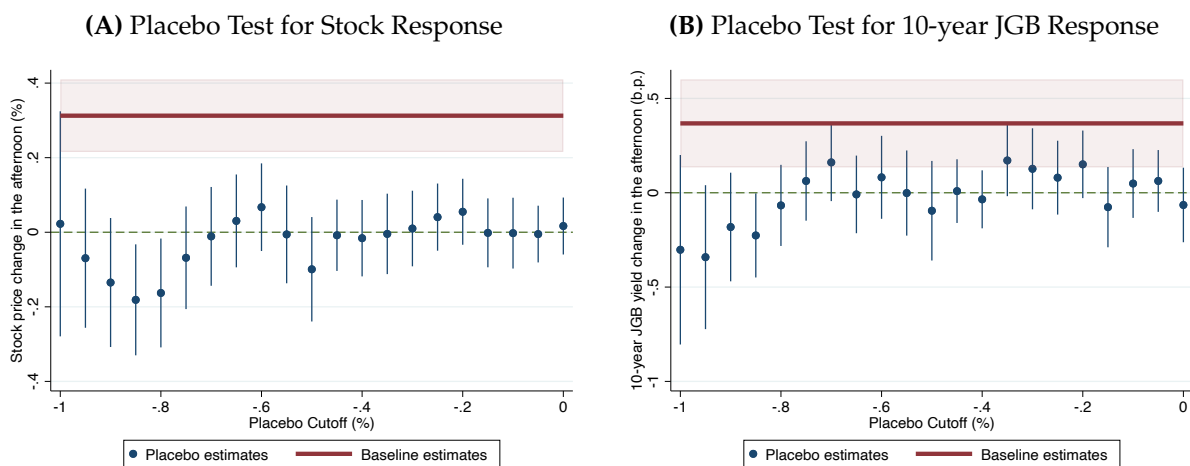 (A) Placebo Test for Stock Response
Stock price change in the afternoon (%)
.4
.2
0
-.2
-.4
-1
-.8
-.6
-.4
-.2
0
Placebo Cutoff (%)
Placebo estimates
Baseline estimates
(B) Placebo Test for 10-year JGB Response
10-year JGB yield change in the afternoon (b.p.)
.5
0
-.5
-1
-1
-.8
-.6
-.4
-.2
0
Placebo Cutoff (%)
Placebo estimates
Baseline estimates